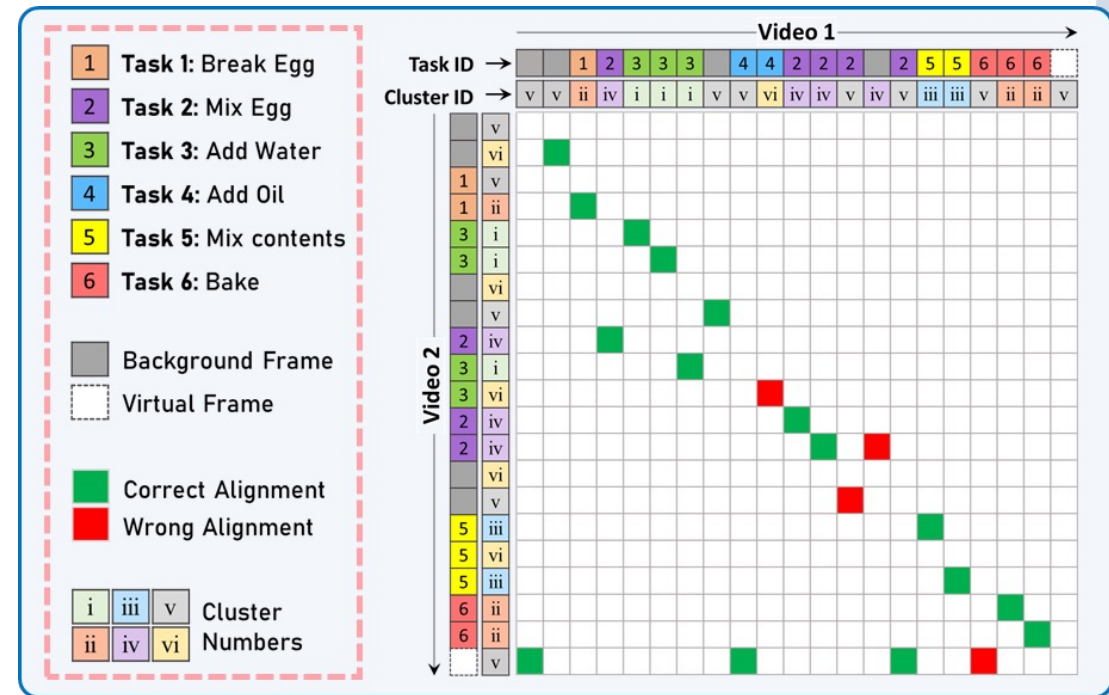 1 Task 1: Break Egg
2 Task 2: Mix Egg
3 Task 3: Add Water
4 Task 4: Add Oil
5 Task 5: Mix contents
6 Task 6: Bake
Background Frame
Virtual Frame
Correct Alignment
Wrong Alignment
i iii v Cluster
ii iv vi Numbers
Video 1
Task ID → 1 2 3 3 3 4 4 2 2 2 2 5 5 6 6 6
Cluster ID → v v ii iv i i i v v vi iv iv v iv v iii iii v ii ii v
Video 2
v
vi
1 v
1 ii
3 i
3 i
vi
v
2 iv
3 i
3 vi
2 iv
2 iv
vi
v
5 iii
5 vi
5 iii
6 ii
6 ii
v